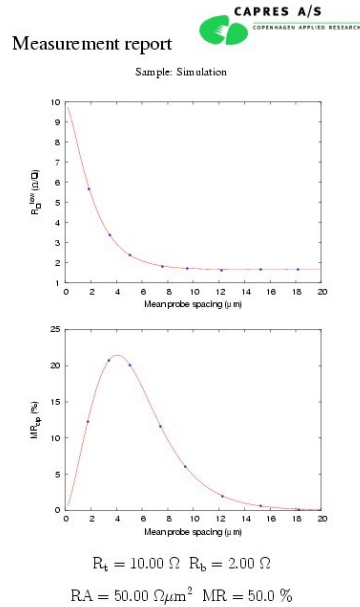 CAPRES A/S
COPENHAGEN APPLIED RESEARCH
Measurement report
Sample: Simulation
10
9
8
7
6
5
4
3
2
1
R□^low (Ω/□)
0 2 4 6 8 10 12 14 16 18 20
Mean probe spacing (μm)
25
20
15
10
5
0
MRcip (%)
0 2 4 6 8 10 12 14 16 18 20
Mean probe spacing (μm)
Rt = 10.00 Ω Rb = 2.00 Ω
RA = 50.00 Ωμm² MR = 50.0 %